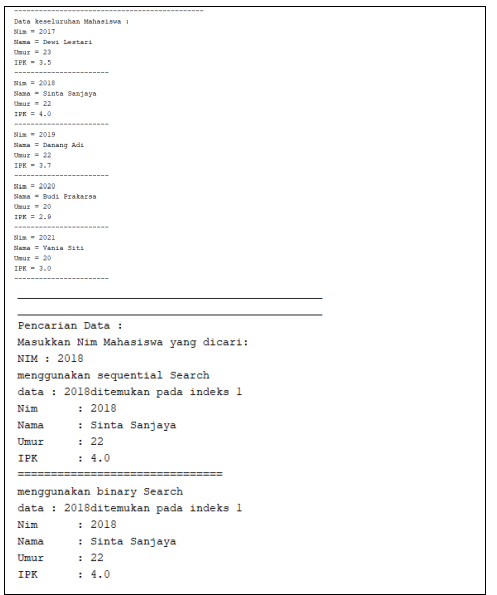 ------------------------------------------------
Data keseluruhan Mahasiswa :
Nim = 2017
Nama = Dewi Lestari
Umur = 23
IPK = 3.5
------------------------
Nim = 2018
Nama = Sinta Sanjaya
Umur = 22
IPK = 4.0
------------------------
Nim = 2019
Nama = Danang Adi
Umur = 22
IPK = 3.7
------------------------
Nim = 2020
Nama = Budi Prakarsa
Umur = 20
IPK = 2.9
------------------------
Nim = 2021
Nama = Vania Siti
Umur = 20
IPK = 3.0
------------------------
_______________________________________________
_______________________________________________
Pencarian Data :
Masukkan Nim Mahasiswa yang dicari:
NIM : 2018
menggunakan sequential Search
data : 2018ditemukan pada indeks 1
Nim      : 2018
Nama     : Sinta Sanjaya
Umur     : 22
IPK      : 4.0
===============================
menggunakan binary Search
data : 2018ditemukan pada indeks 1
Nim      : 2018
Nama     : Sinta Sanjaya
Umur     : 22
IPK      : 4.0